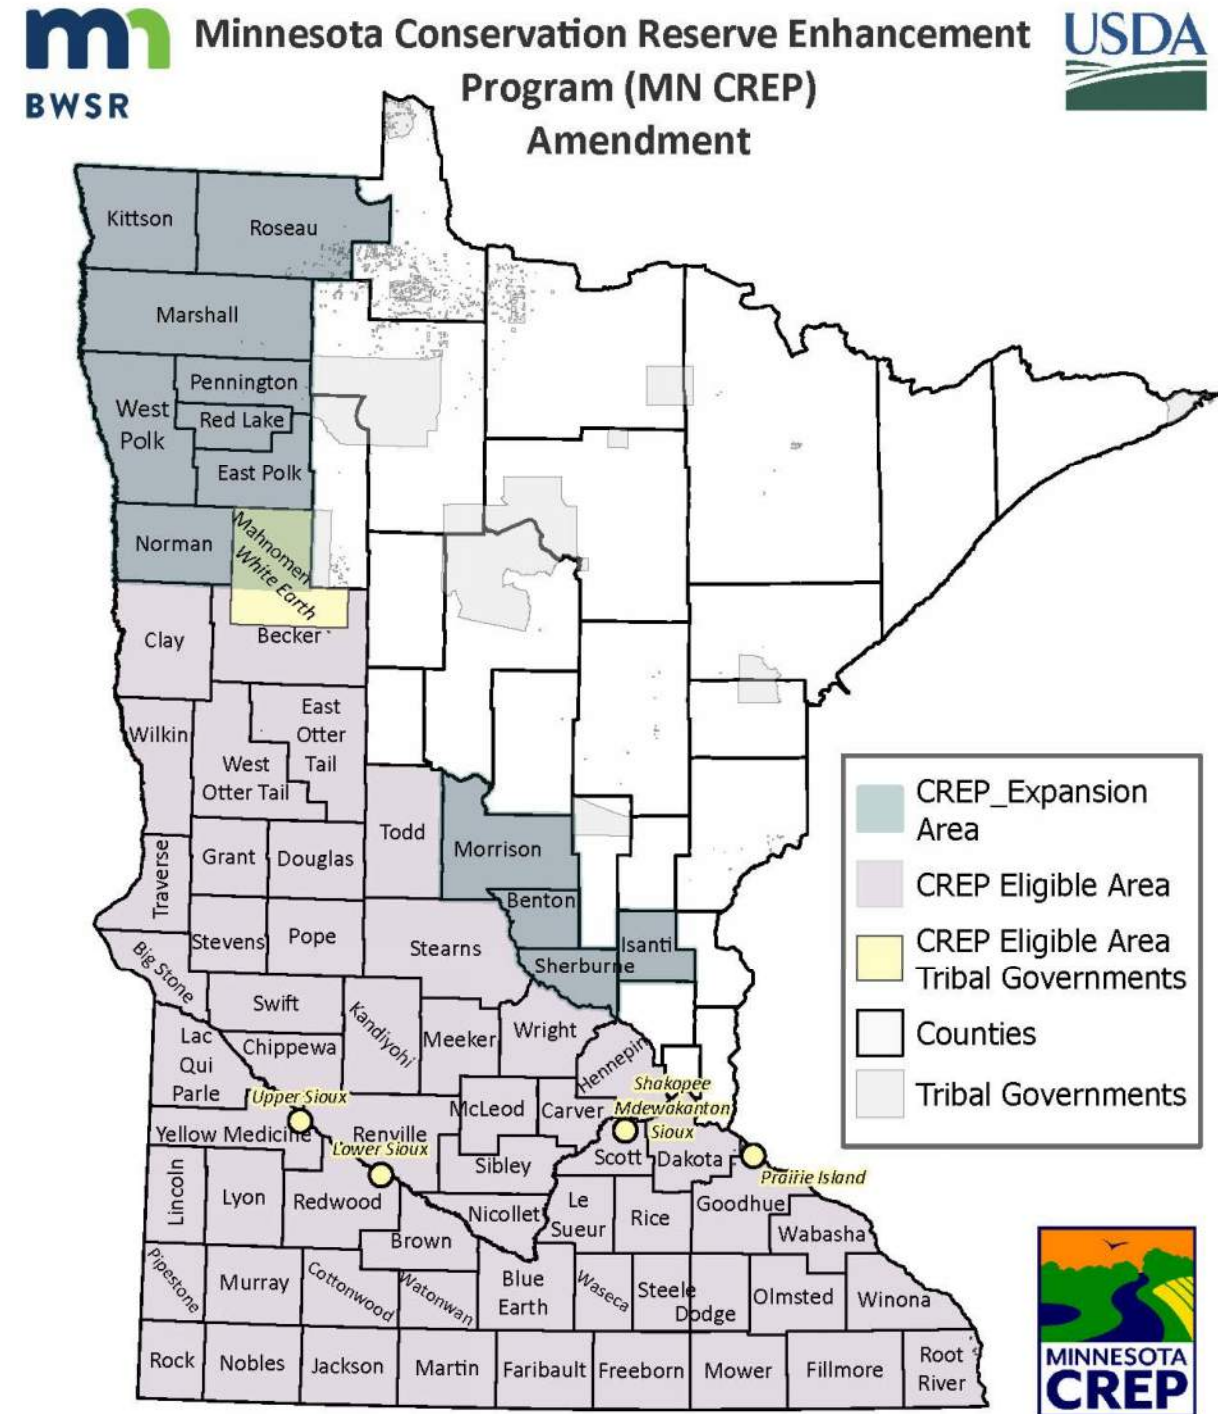 mn
BWSR
Minnesota Conservation Reserve Enhancement
Program (MN CREP)
Amendment
USDA
Kittson
Roseau
Marshall
Pennington
West
Polk
Red Lake
East Polk
Norman
Mahnomen
White Earth
Clay
Becker
Wilkin
East
Otter
Tail
West
Otter Tail
Todd
Morrison
Grant
Douglas
Traverse
Benton
Stevens
Pope
Stearns
Isanti
Sherburne
Big Stone
Swift
Kandiyohi
Meeker
Wright
Hennepin
Lac
Qui
Parle
Chippewa
Upper Sioux
McLeod
Carver
Shakopee
Mdewakanton
Sioux
Yellow Medicine
Renville
Lower Sioux
Sibley
Scott
Dakota
Prairie Island
Lincoln
Lyon
Redwood
Nicollet
Le
Sueur
Rice
Goodhue
Wabasha
Brown
Pipestone
Murray
Cottonwood
Watonwan
Blue
Earth
Waseca
Steele
Dodge
Olmsted
Winona
Rock
Nobles
Jackson
Martin
Faribault
Freeborn
Mower
Fillmore
Root
River
CREP_Expansion
Area
CREP Eligible Area
CREP Eligible Area
Tribal Governments
Counties
Tribal Governments
MINNESOTA
CREP